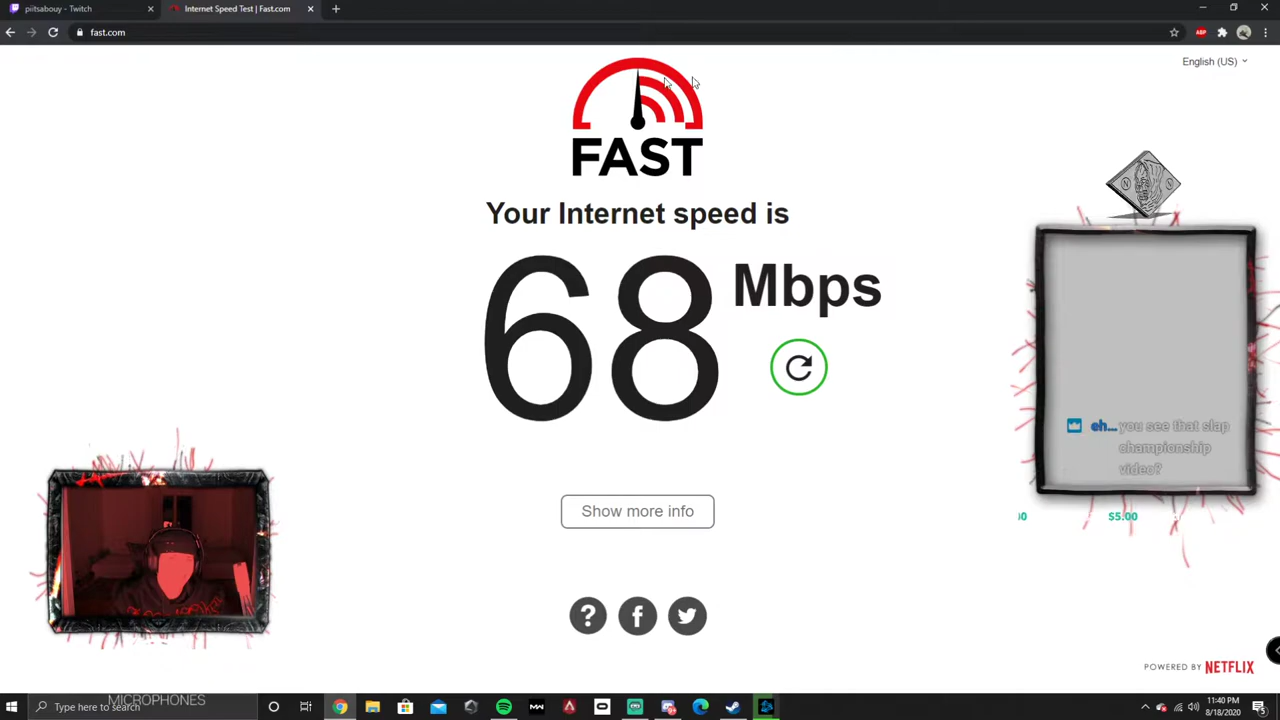 piitsabouy - Twitch
Internet Speed Test | Fast.com
fast.com
ABP
English (US)
FAST
Your Internet speed is
68 Mbps
Show more info
eh... you see that slap
championship
video?
$5.00
POWERED BY NETFLIX
MICROPHONES
Type here to search
11:40 PM
8/18/2020